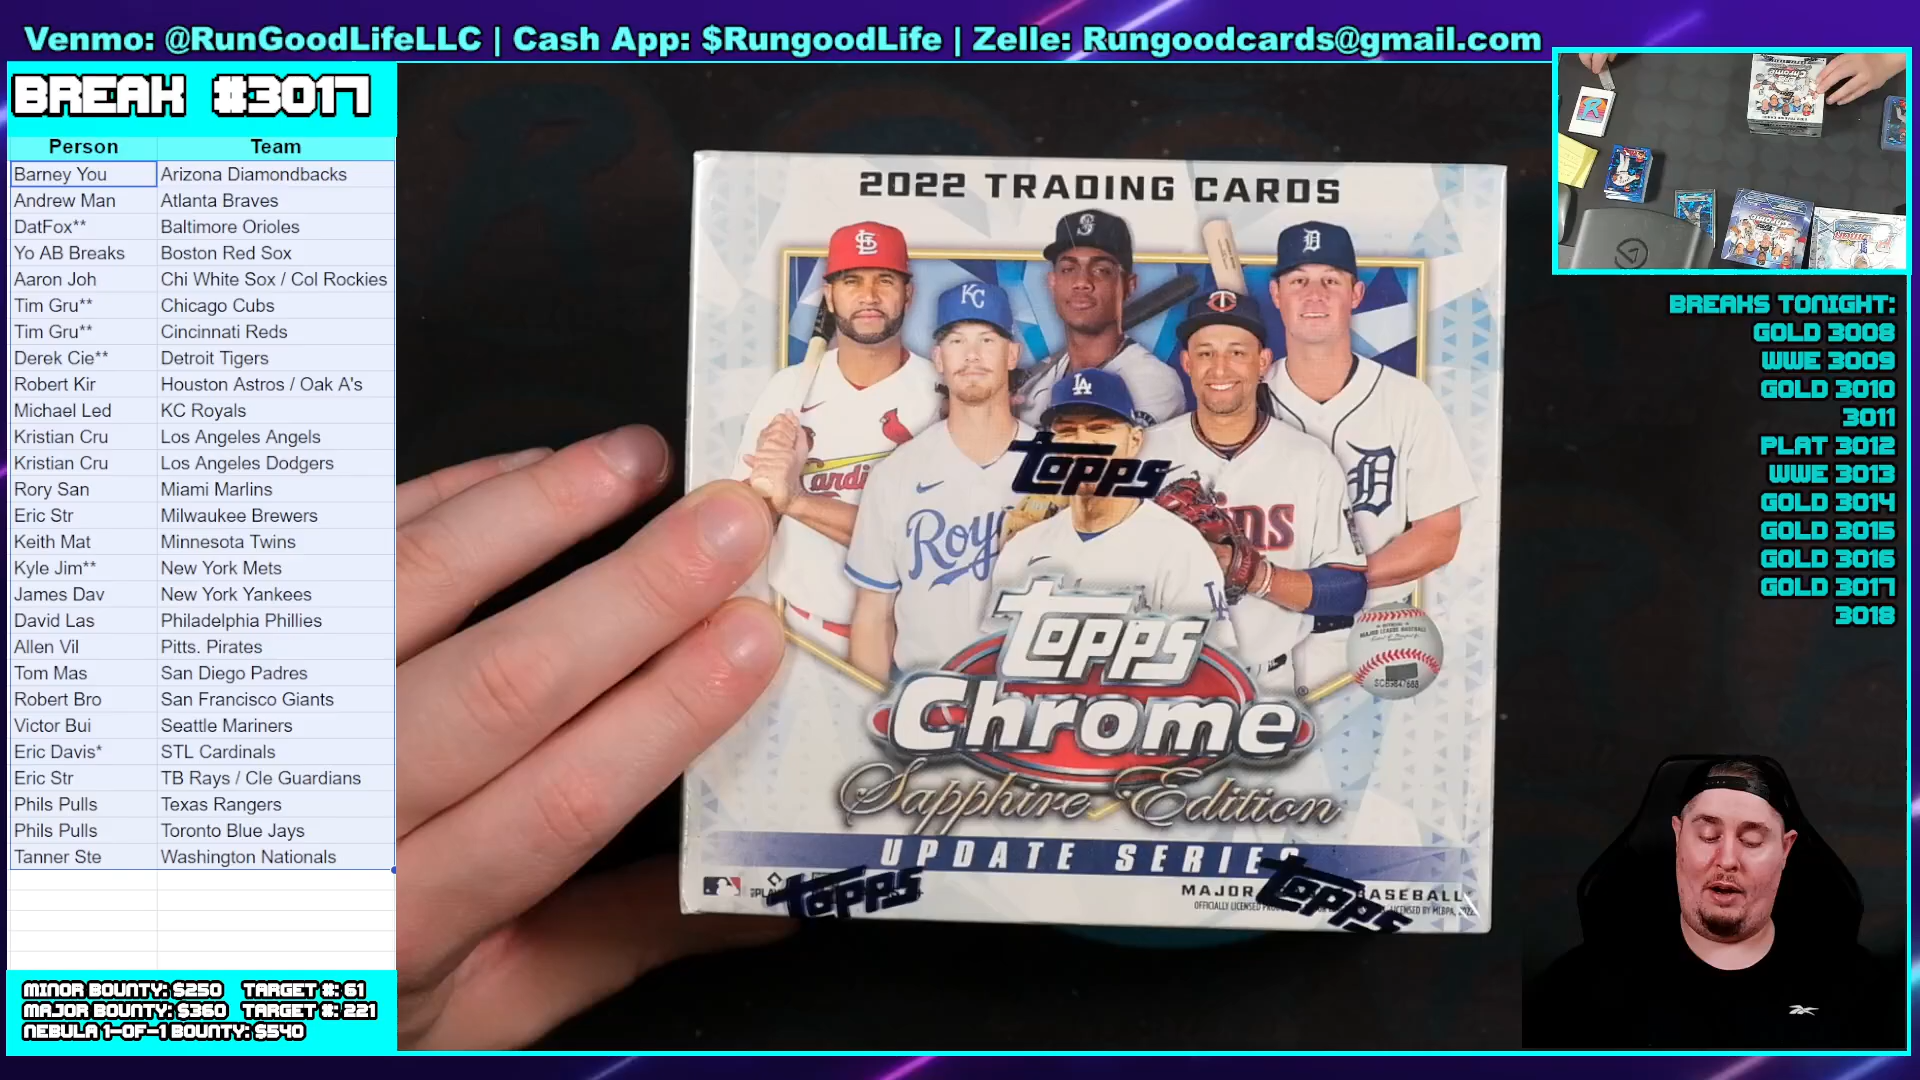 Venmo: @RunGoodLifeLLC | Cash App: $RungoodLife | Zelle: Rungoodcards@gmail.com
BREAK #3017
Person Team
Barney You Arizona Diamondbacks
Andrew Man Atlanta Braves
DatFox** Baltimore Orioles
Yo AB Breaks Boston Red Sox
Aaron Joh Chi White Sox / Col Rockies
Tim Gru** Chicago Cubs
Tim Gru** Cincinnati Reds
Derek Cie** Detroit Tigers
Robert Kir Houston Astros / Oak A's
Michael Led KC Royals
Kristian Cru Los Angeles Angels
Kristian Cru Los Angeles Dodgers
Rory San Miami Marlins
Eric Str Milwaukee Brewers
Keith Mat Minnesota Twins
Kyle Jim** New York Mets
James Dav New York Yankees
David Las Philadelphia Phillies
Allen Vil Pitts. Pirates
Tom Mas San Diego Padres
Robert Bro San Francisco Giants
Victor Bui Seattle Mariners
Eric Davis* STL Cardinals
Eric Str TB Rays / Cle Guardians
Phils Pulls Texas Rangers
Phils Pulls Toronto Blue Jays
Tanner Ste Washington Nationals
MINOR BOUNTY: $250 TARGET #: 61
MAJOR BOUNTY: $360 TARGET #: 221
NEBULA 1-OF-1 BOUNTY: $540
2022 TRADING CARDS
KC
LA
D
topps
topps
Chrome
Sapphire Edition
UPDATE SERIES
topps
MAJOR
topps
BASEBALL
BREAKS TONIGHT:
GOLD 3008
WWE 3009
GOLD 3010
3011
PLAT 3012
WWE 3013
GOLD 3014
GOLD 3015
GOLD 3016
GOLD 3017
3018